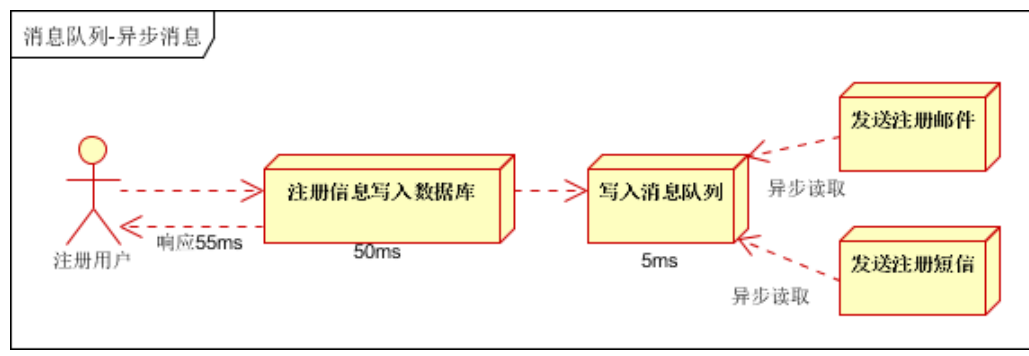 消息队列-异步消息
发送注册邮件
注册信息写入数据库
写入消息队列
异步读取
响应55ms
50ms
注册用户
5ms
发送注册短信
异步读取